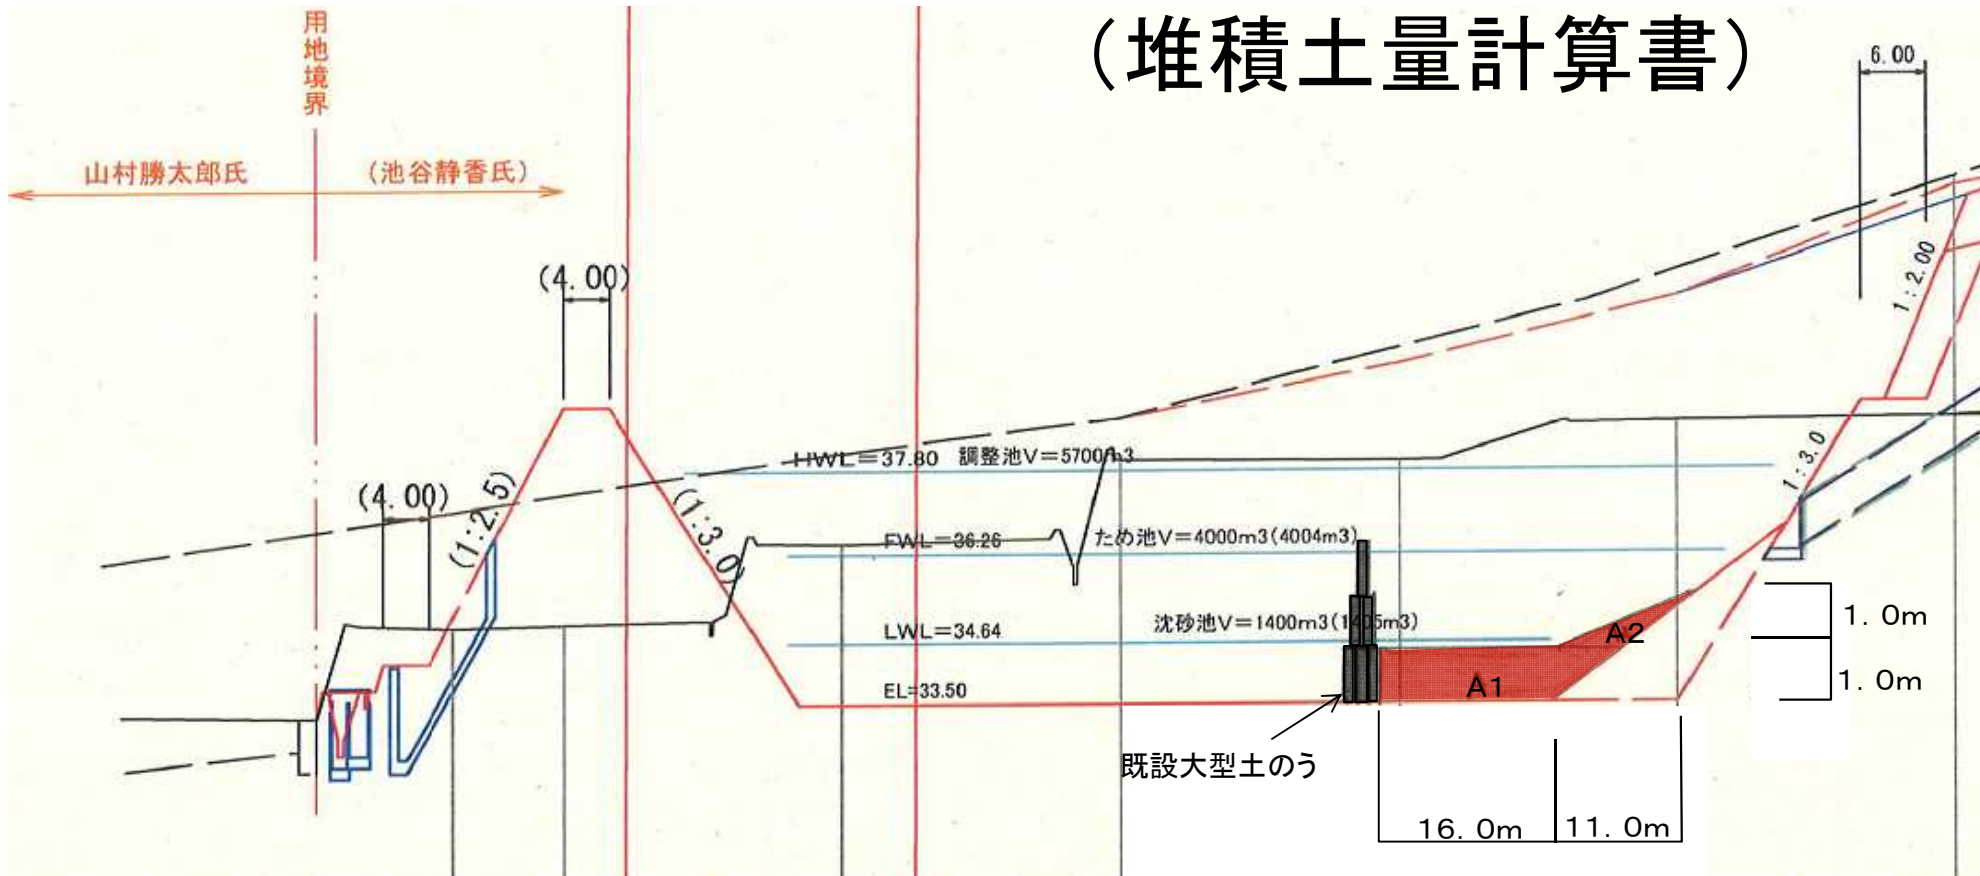 (堆積土量計算書)
用地境界
6.00
山村勝太郎氏
(池谷静香氏)
1:2.00
(4.00)
HWL=37.80 調整池V=5700m3
1:3.0
(4.00)
(1:2.5)
(1:3.0)
FWL=36.26
ため池V=4000m3(4004m3)
LWL=34.64
沈砂池V=1400m3(1405m3)
A2
1.0m
EL=33.50
A1
1.0m
既設大型土のう
16.0m
11.0m